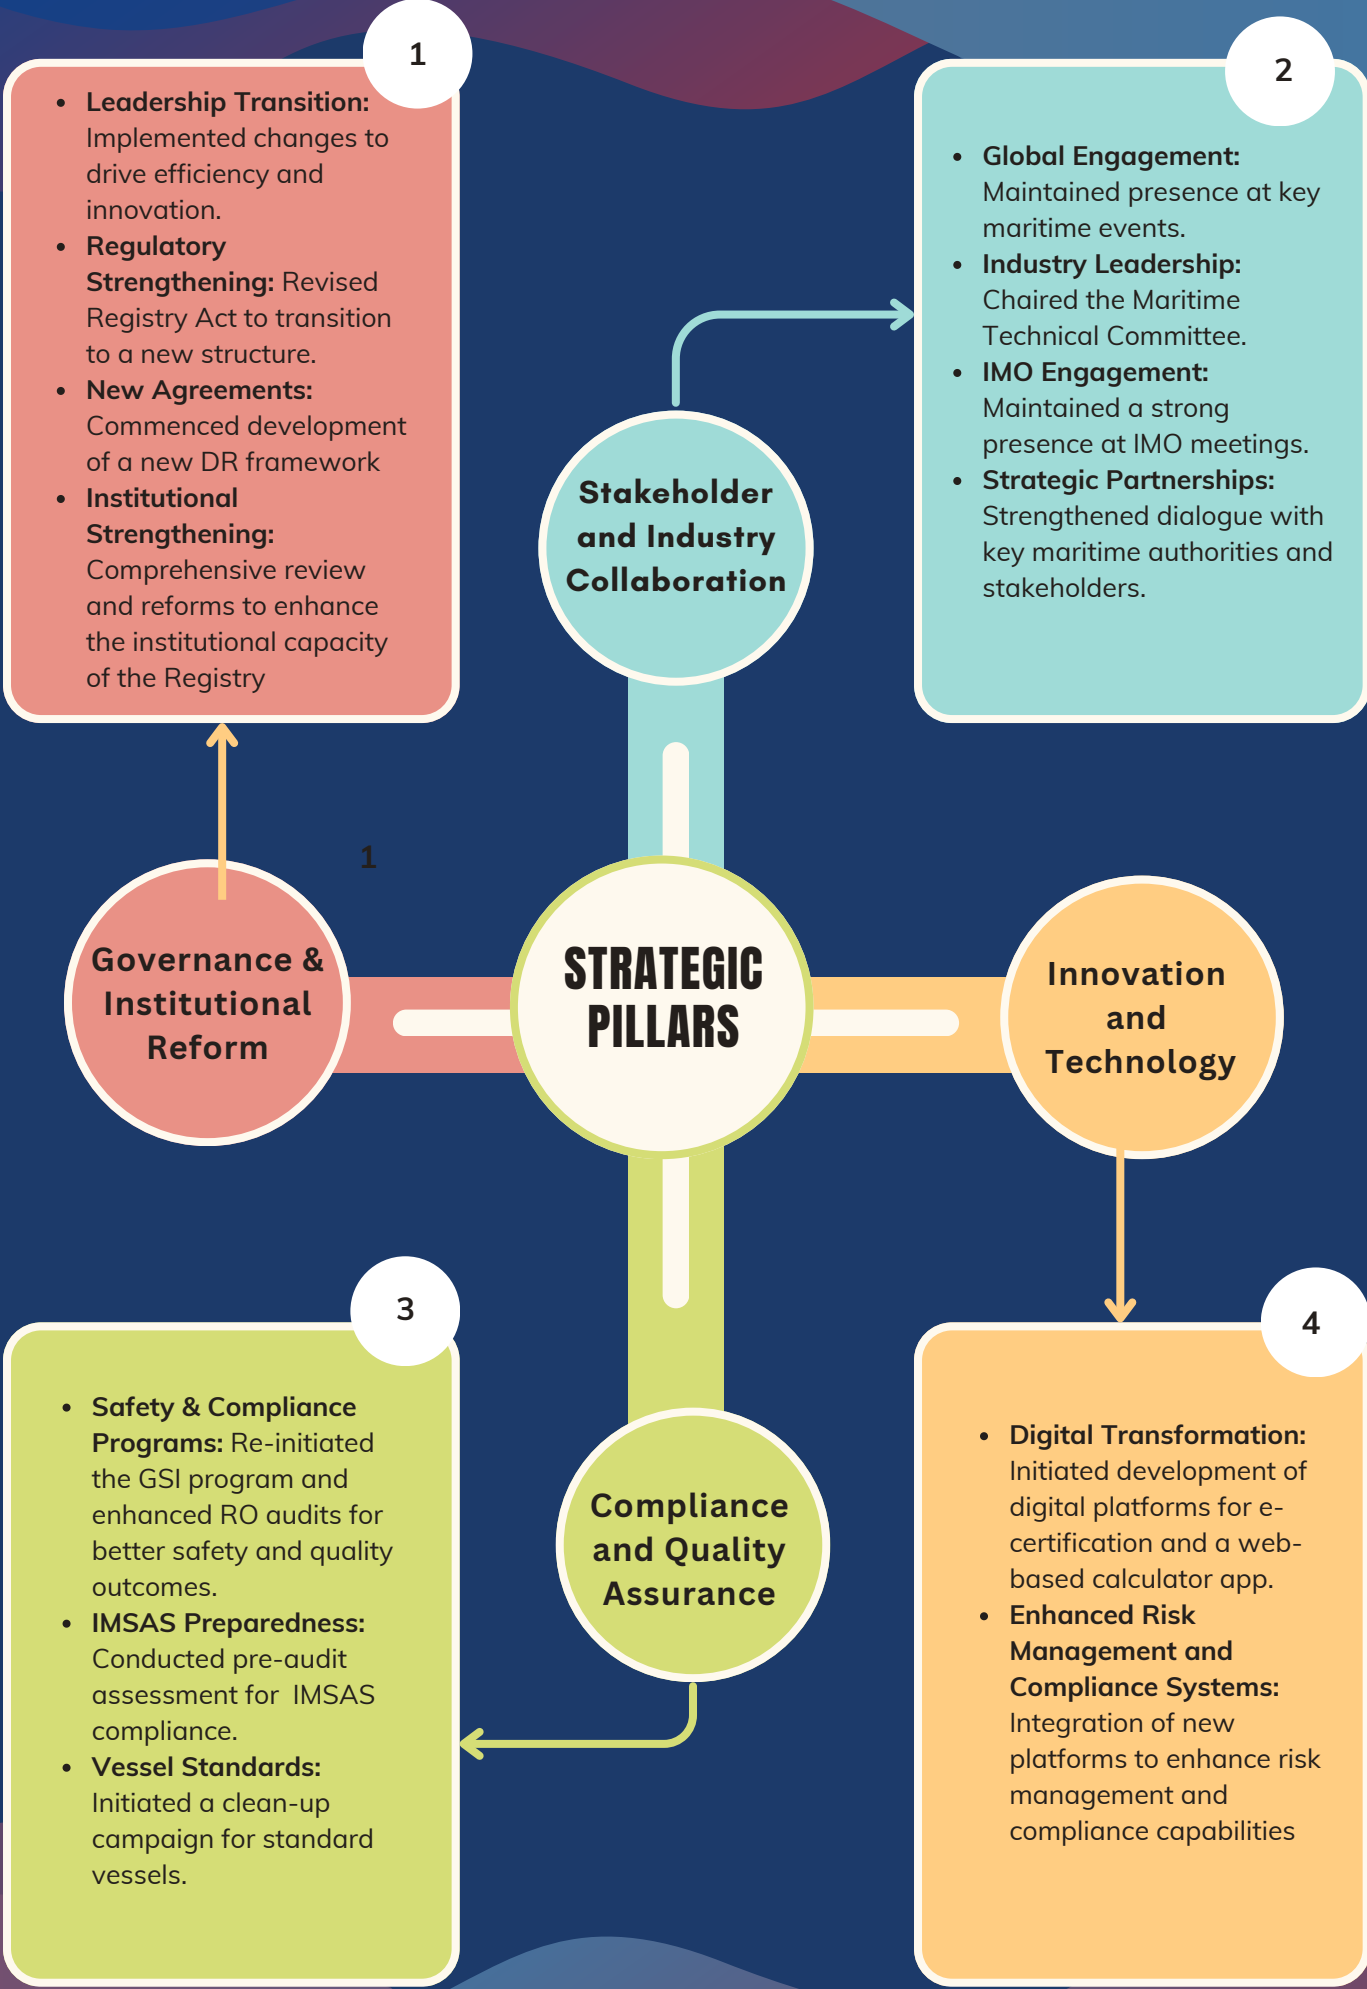 1
• Leadership Transition:
Implemented changes to
drive efficiency and
innovation.
• Regulatory
Strengthening: Revised
Registry Act to transition
to a new structure.
• New Agreements:
Commenced development
of a new DR framework
• Institutional
Strengthening:
Comprehensive review
and reforms to enhance
the institutional capacity
of the Registry
2
• Global Engagement:
Maintained presence at key
maritime events.
• Industry Leadership:
Chaired the Maritime
Technical Committee.
• IMO Engagement:
Maintained a strong
presence at IMO meetings.
• Strategic Partnerships:
Strengthened dialogue with
key maritime authorities and
stakeholders.
Stakeholder
and Industry
Collaboration
1
Governance &
Institutional
Reform
STRATEGIC
PILLARS
Innovation
and
Technology
3
• Safety & Compliance
Programs: Re-initiated
the GSI program and
enhanced RO audits for
better safety and quality
outcomes.
• IMSAS Preparedness:
Conducted pre-audit
assessment for  IMSAS
compliance.
• Vessel Standards:
Initiated a clean-up
campaign for standard
vessels.
Compliance
and Quality
Assurance
4
• Digital Transformation:
Initiated development of
digital platforms for e-
certification and a web-
based calculator app.
• Enhanced Risk
Management and
Compliance Systems:
Integration of new
platforms to enhance risk
management and
compliance capabilities